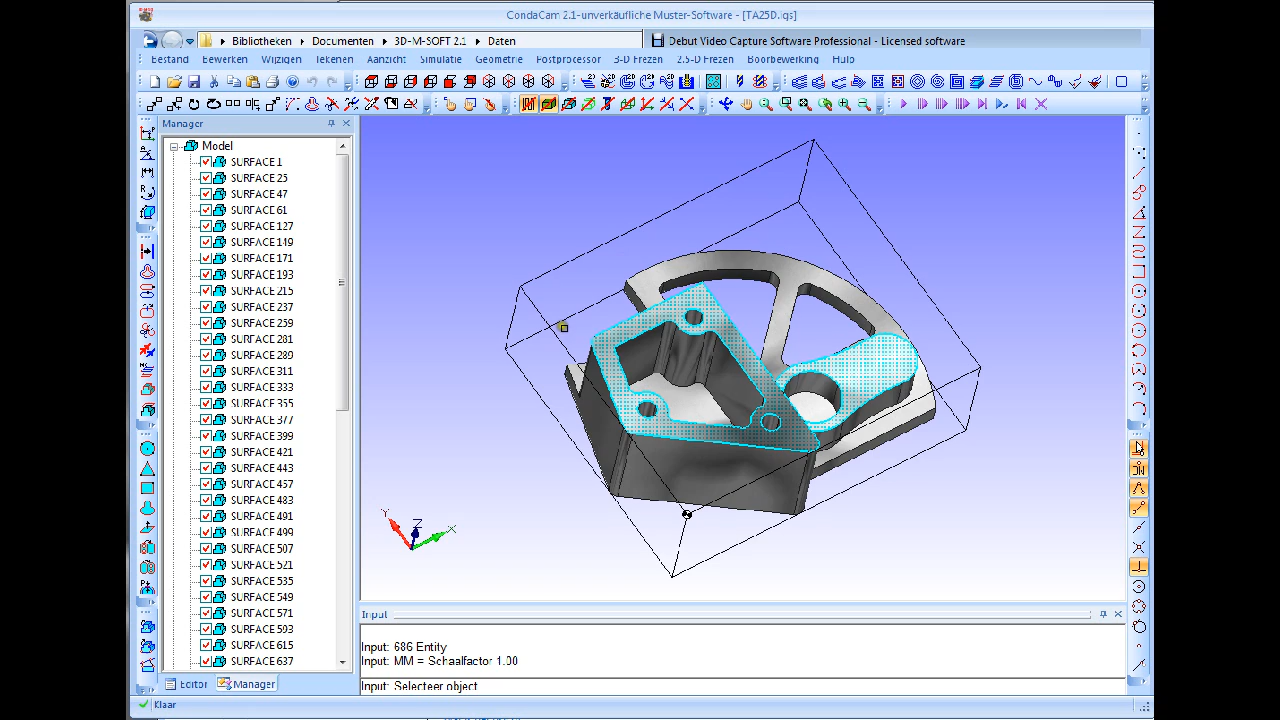 CondaCam 2.1-unverkäufliche Muster-Software - [TA25D.igs]
Bibliotheken Documenten 3D-M-SOFT 2.1 Daten
Debut Video Capture Software Professional - Licensed software
Bestand Bewerken Wijzigen Tekenen Aanzicht Simulatie Geometrie Postprocessor 3-D Frezen 2.5-D Frezen Boorbewerking Hulp
Manager
Model
SURFACE 1
SURFACE 25
SURFACE 47
SURFACE 61
SURFACE 127
SURFACE 149
SURFACE 171
SURFACE 193
SURFACE 215
SURFACE 237
SURFACE 259
SURFACE 281
SURFACE 289
SURFACE 311
SURFACE 333
SURFACE 355
SURFACE 377
SURFACE 399
SURFACE 421
SURFACE 443
SURFACE 457
SURFACE 483
SURFACE 491
SURFACE 499
SURFACE 507
SURFACE 521
SURFACE 535
SURFACE 549
SURFACE 571
SURFACE 593
SURFACE 615
SURFACE 637
Y
Z
X
Input
Input: 686 Entity
Input: MM = Schaalfactor 1.00
Input: Selecteer object
Editor Manager
Klaar